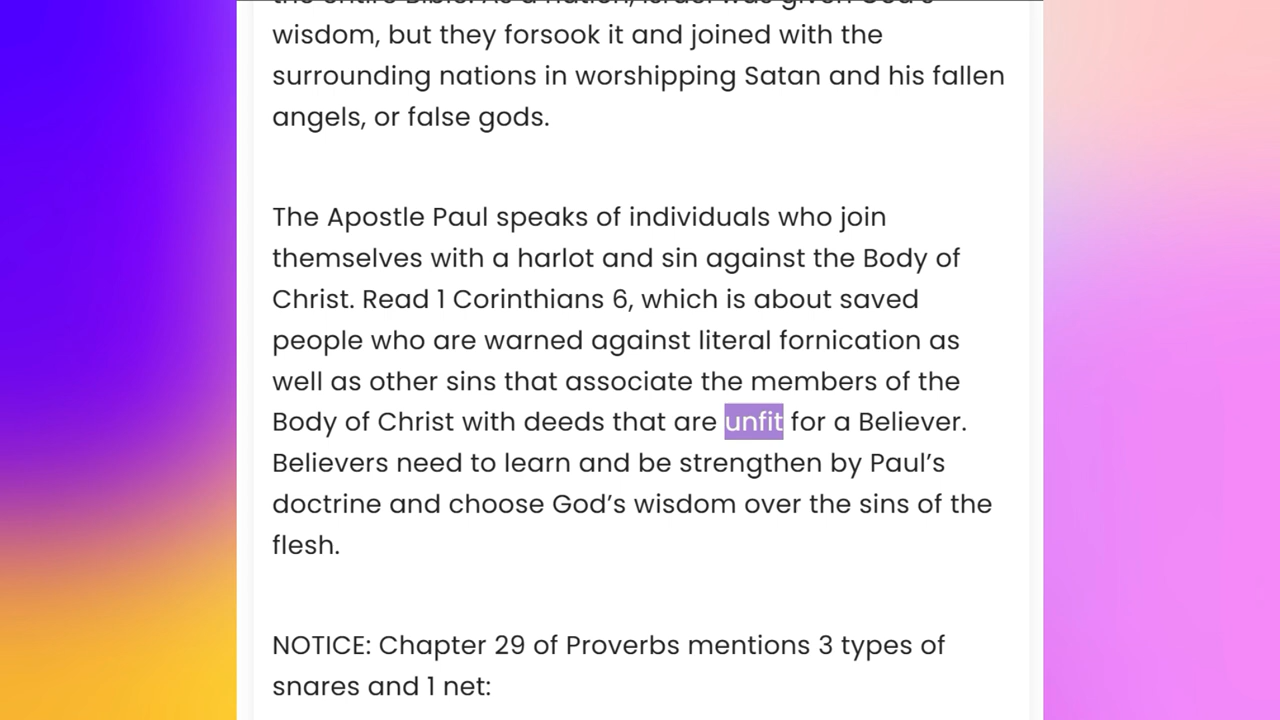 wisdom, but they forsook it and joined with the
surrounding nations in worshipping Satan and his fallen
angels, or false gods.
The Apostle Paul speaks of individuals who join
themselves with a harlot and sin against the Body of
Christ. Read 1 Corinthians 6, which is about saved
people who are warned against literal fornication as
well as other sins that associate the members of the
Body of Christ with deeds that are unfit for a Believer.
Believers need to learn and be strengthen by Paul’s
doctrine and choose God’s wisdom over the sins of the
flesh.
NOTICE: Chapter 29 of Proverbs mentions 3 types of
snares and 1 net: